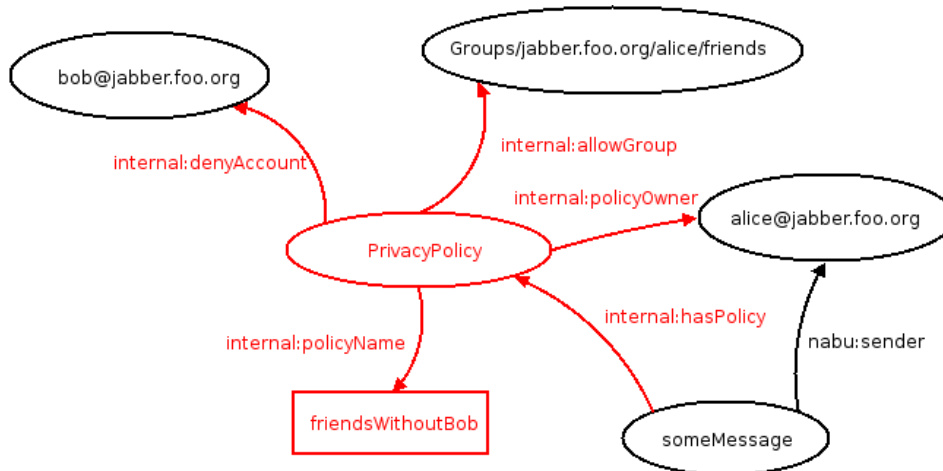 Groups/jabber.foo.org/alice/friends
bob@jabber.foo.org
internal:allowGroup
internal:denyAccount
internal:policyOwner
alice@jabber.foo.org
PrivacyPolicy
internal:hasPolicy
internal:policyName
nabu:sender
friendsWithoutBob
someMessage